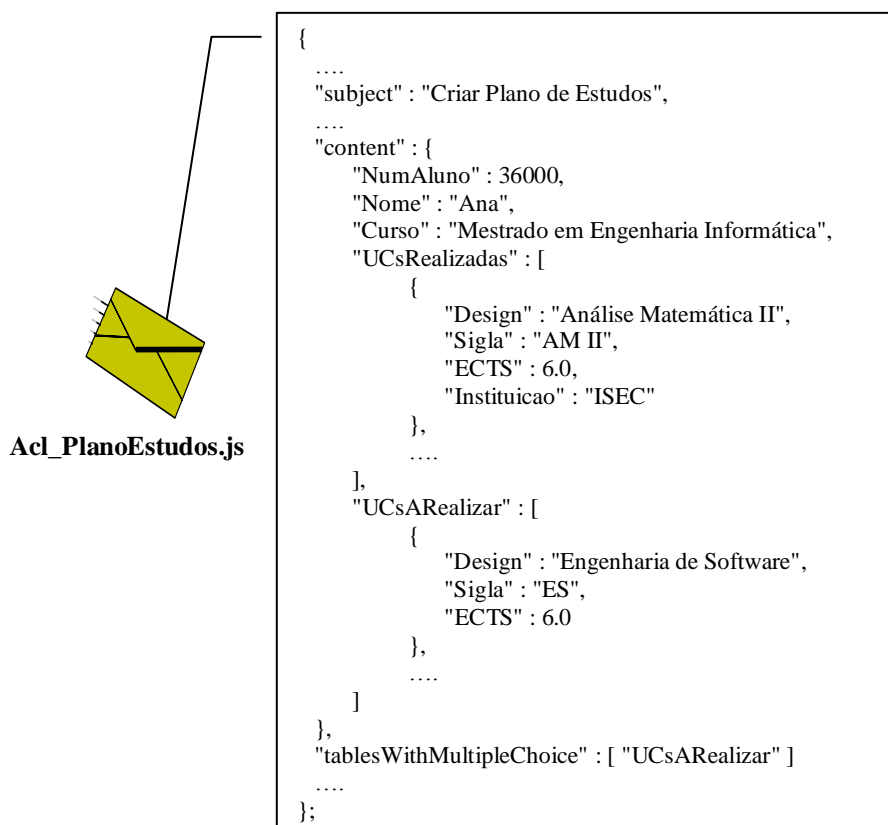 {
….
"subject" : "Criar Plano de Estudos",
….
"content" : {
"NumAluno" : 36000,
"Nome" : "Ana",
"Curso" : "Mestrado em Engenharia Informática",
"UCsRealizadas" : [
{
"Design" : "Análise Matemática II",
"Sigla" : "AM II",
"ECTS" : 6.0,
"Instituicao" : "ISEC"
},
….
],
"UCsARealizar" : [
{
"Design" : "Engenharia de Software",
"Sigla" : "ES",
"ECTS" : 6.0
},
….
]
},
"tablesWithMultipleChoice" : [ "UCsARealizar" ]
….
};
Acl_PlanoEstudos.js